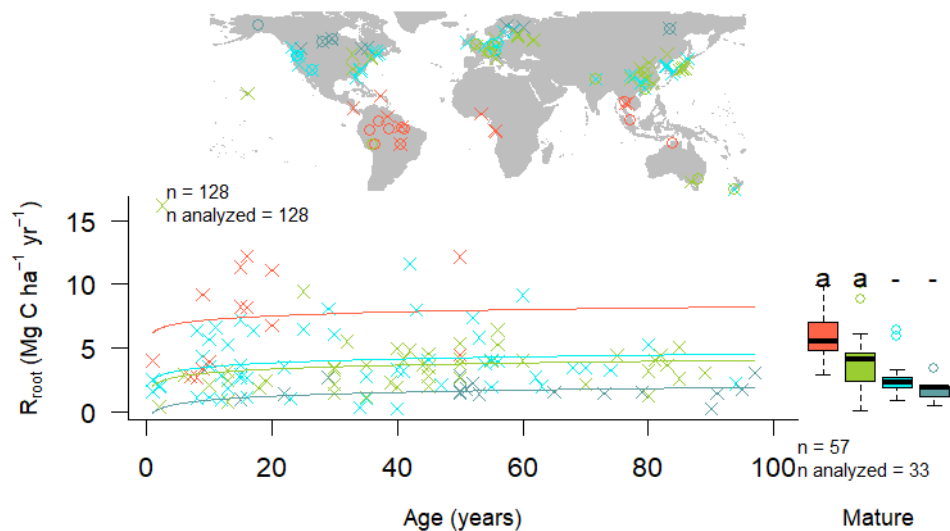 n = 128
n analyzed = 128
R_root (Mg C ha⁻¹ yr⁻¹)
15
10
5
0
0 20 40 60 80 100
Age (years)
a a - -
n = 57
n analyzed = 33
Mature